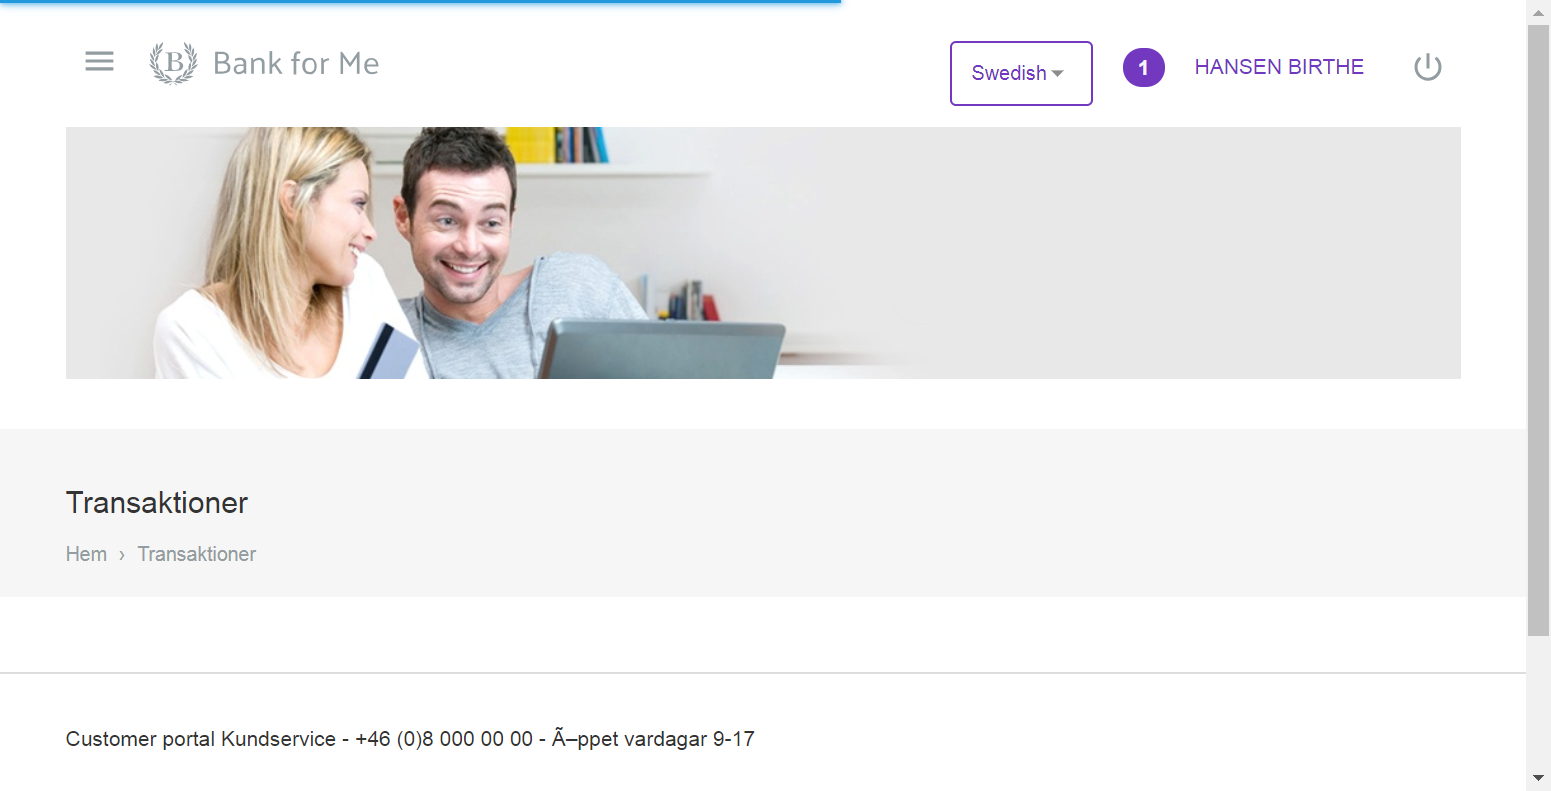 B Bank for Me
Swedish
1
HANSEN BIRTHE
Transaktioner
Hem › Transaktioner
Customer portal Kundservice - +46 (0)8 000 00 00 - Ã–ppet vardagar 9-17